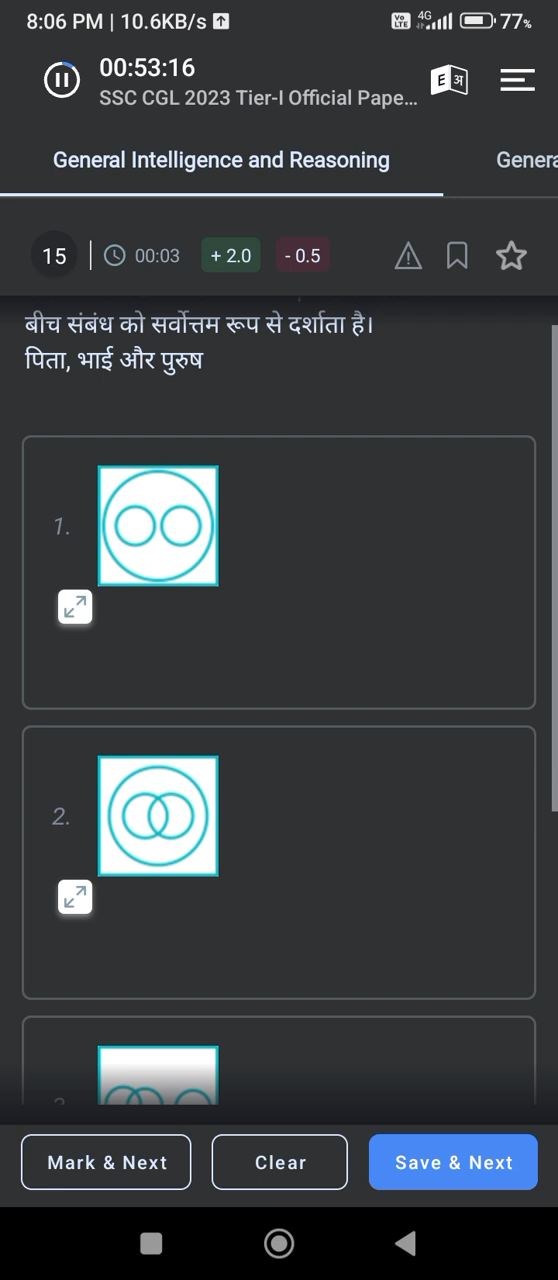 8:06 PM | 10.6KB/s
Vo LTE 4G 77%
00:53:16
SSC CGL 2023 Tier-I Official Pape...
E अ
General Intelligence and Reasoning
Genera
15 | 00:03 + 2.0 - 0.5
बीच संबंध को सर्वोत्तम रूप से दर्शाता है।
पिता, भाई और पुरुष
1.
2.
Mark & Next
Clear
Save & Next